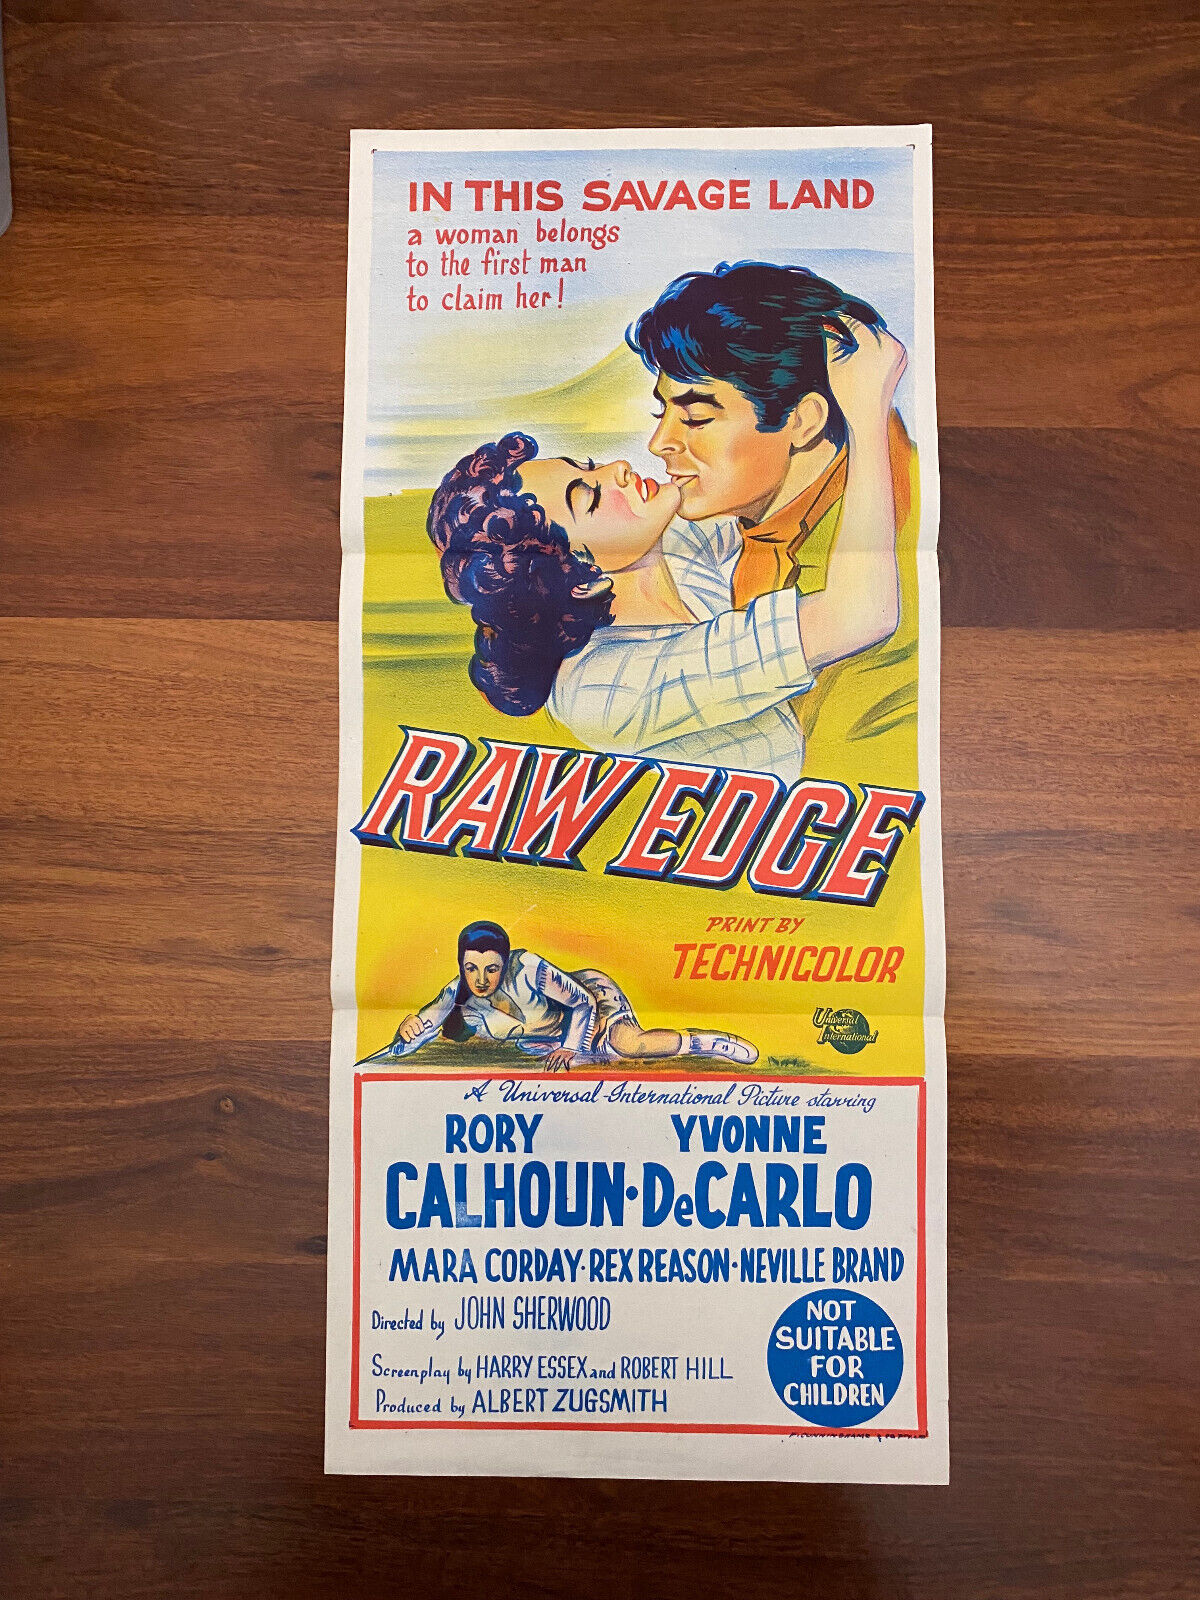 IN THIS SAVAGE LAND
a woman belongs
to the first man
to claim her!
RAW EDGE
PRINT BY
TECHNICOLOR
Universal
International
A Universal-International Picture starring
RORY YVONNE
CALHOUN·DeCARLO
MARA CORDAY·REX REASON·NEVILLE BRAND
Directed by JOHN SHERWOOD
Screenplay by HARRY ESSEX and ROBERT HILL
Produced by ALBERT ZUGSMITH
NOT
SUITABLE
FOR
CHILDREN